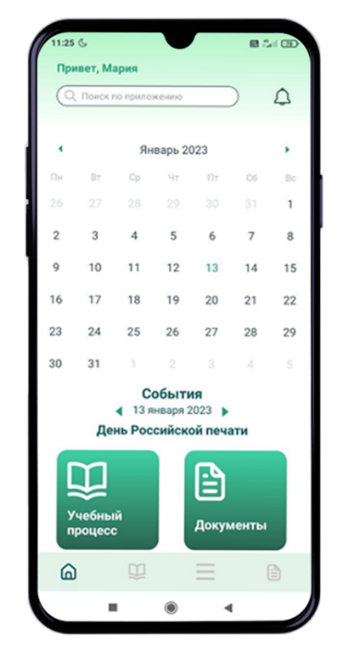 11:25
Привет, Мария
Поиск по приложению
Январь 2023
Пн Вт Ср Чт Пт Сб Вс
26 27 28 29 30 31 1
2 3 4 5 6 7 8
9 10 11 12 13 14 15
16 17 18 19 20 21 22
23 24 25 26 27 28 29
30 31 1 2 3 4 5
События
13 января 2023
День Российской печати
Учебный
процесс
Документы